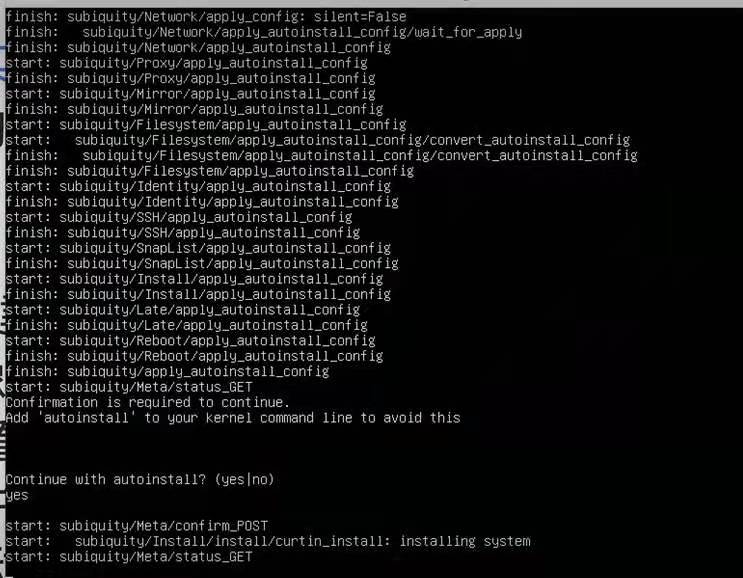 finish: subiquity/Network/apply_config: silent=False
finish:   subiquity/Network/apply_autoinstall_config/wait_for_apply
finish: subiquity/Network/apply_autoinstall_config
start: subiquity/Proxy/apply_autoinstall_config
finish: subiquity/Proxy/apply_autoinstall_config
start: subiquity/Mirror/apply_autoinstall_config
finish: subiquity/Mirror/apply_autoinstall_config
start: subiquity/Filesystem/apply_autoinstall_config
start:   subiquity/Filesystem/apply_autoinstall_config/convert_autoinstall_config
finish:   subiquity/Filesystem/apply_autoinstall_config/convert_autoinstall_config
finish: subiquity/Filesystem/apply_autoinstall_config
start: subiquity/Identity/apply_autoinstall_config
finish: subiquity/Identity/apply_autoinstall_config
start: subiquity/SSH/apply_autoinstall_config
finish: subiquity/SSH/apply_autoinstall_config
start: subiquity/SnapList/apply_autoinstall_config
finish: subiquity/SnapList/apply_autoinstall_config
start: subiquity/Install/apply_autoinstall_config
finish: subiquity/Install/apply_autoinstall_config
start: subiquity/Late/apply_autoinstall_config
finish: subiquity/Late/apply_autoinstall_config
start: subiquity/Reboot/apply_autoinstall_config
finish: subiquity/Reboot/apply_autoinstall_config
finish: subiquity/apply_autoinstall_config
start: subiquity/Meta/status_GET
Confirmation is required to continue.
Add 'autoinstall' to your kernel command line to avoid this
Continue with autoinstall? (yes|no)
yes
start: subiquity/Meta/confirm_POST
start:   subiquity/Install/install/curtin_install: installing system
start: subiquity/Meta/status_GET